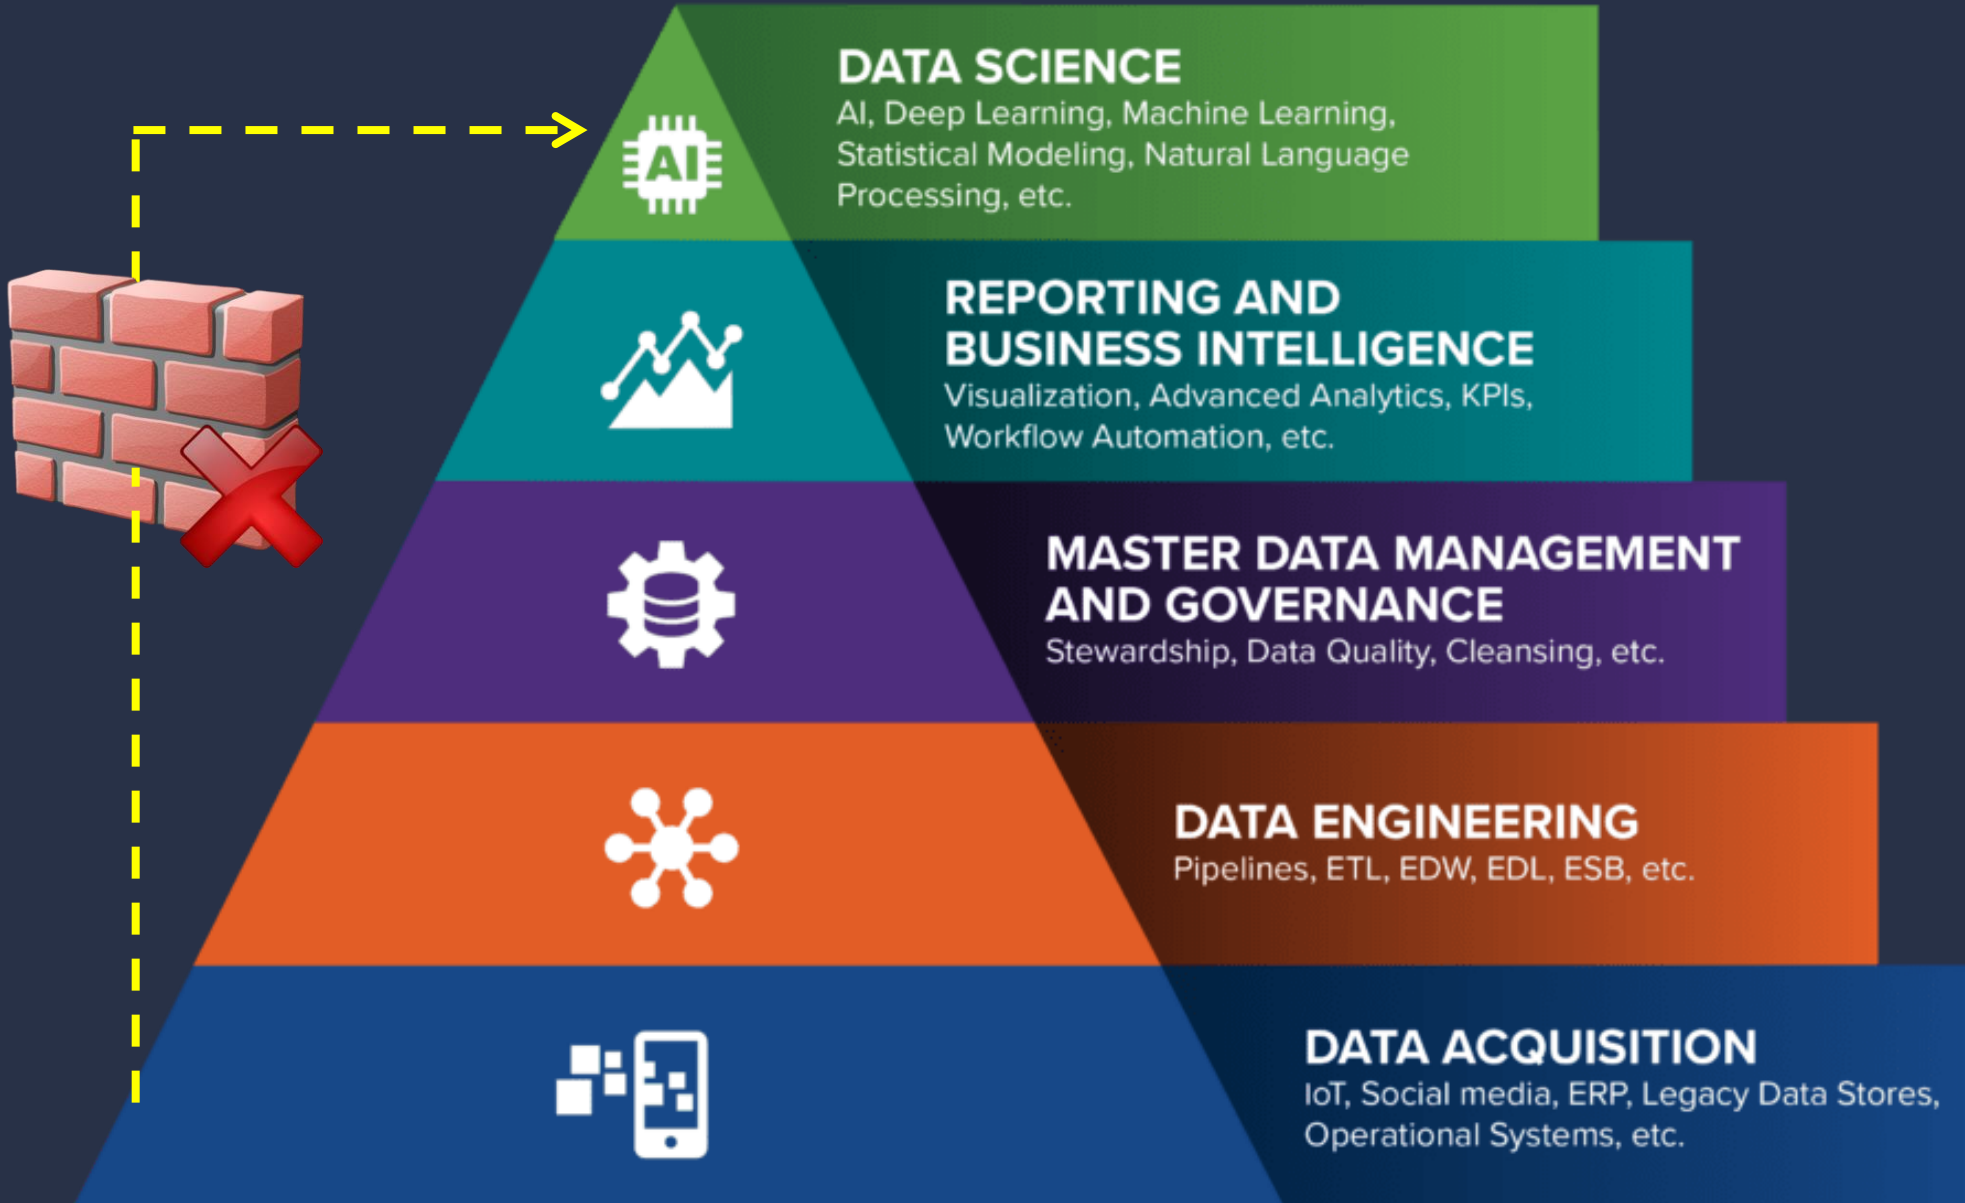 DATA SCIENCE
AI, Deep Learning, Machine Learning,
Statistical Modeling, Natural Language
Processing, etc.
AI
REPORTING AND
BUSINESS INTELLIGENCE
Visualization, Advanced Analytics, KPIs,
Workflow Automation, etc.
MASTER DATA MANAGEMENT
AND GOVERNANCE
Stewardship, Data Quality, Cleansing, etc.
DATA ENGINEERING
Pipelines, ETL, EDW, EDL, ESB, etc.
DATA ACQUISITION
IoT, Social media, ERP, Legacy Data Stores,
Operational Systems, etc.